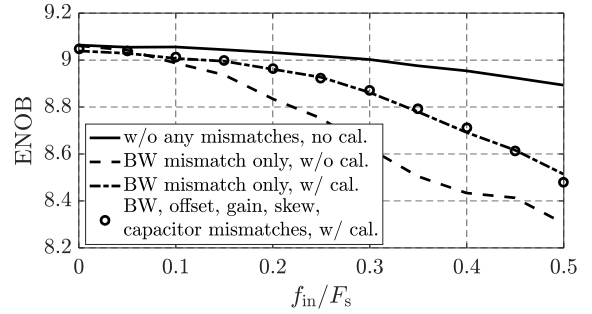 9.2
9
8.8
8.6
8.4
8.2
ENOB
w/o any mismatches, no cal.
BW mismatch only, w/o cal.
BW mismatch only, w/ cal.
BW, offset, gain, skew,
capacitor mismatches, w/ cal.
0 0.1 0.2 0.3 0.4 0.5
f_in/F_s